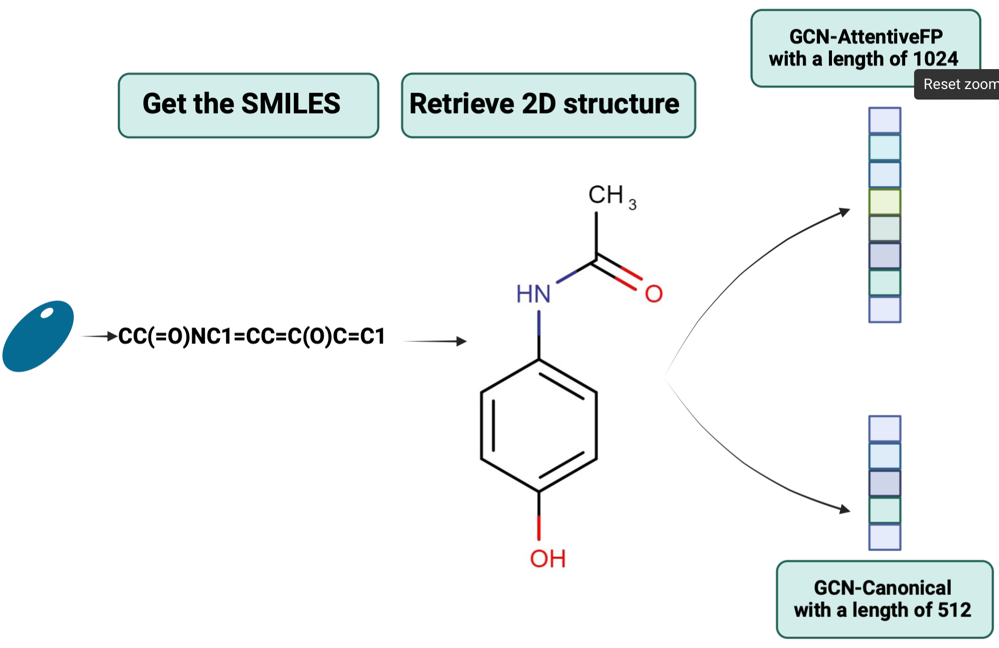 GCN-AttentiveFP
with a length of 1024
Reset zoom
Get the SMILES
Retrieve 2D structure
CH3
HN
O
CC(=O)NC1=CC=C(O)C=C1
OH
GCN-Canonical
with a length of 512